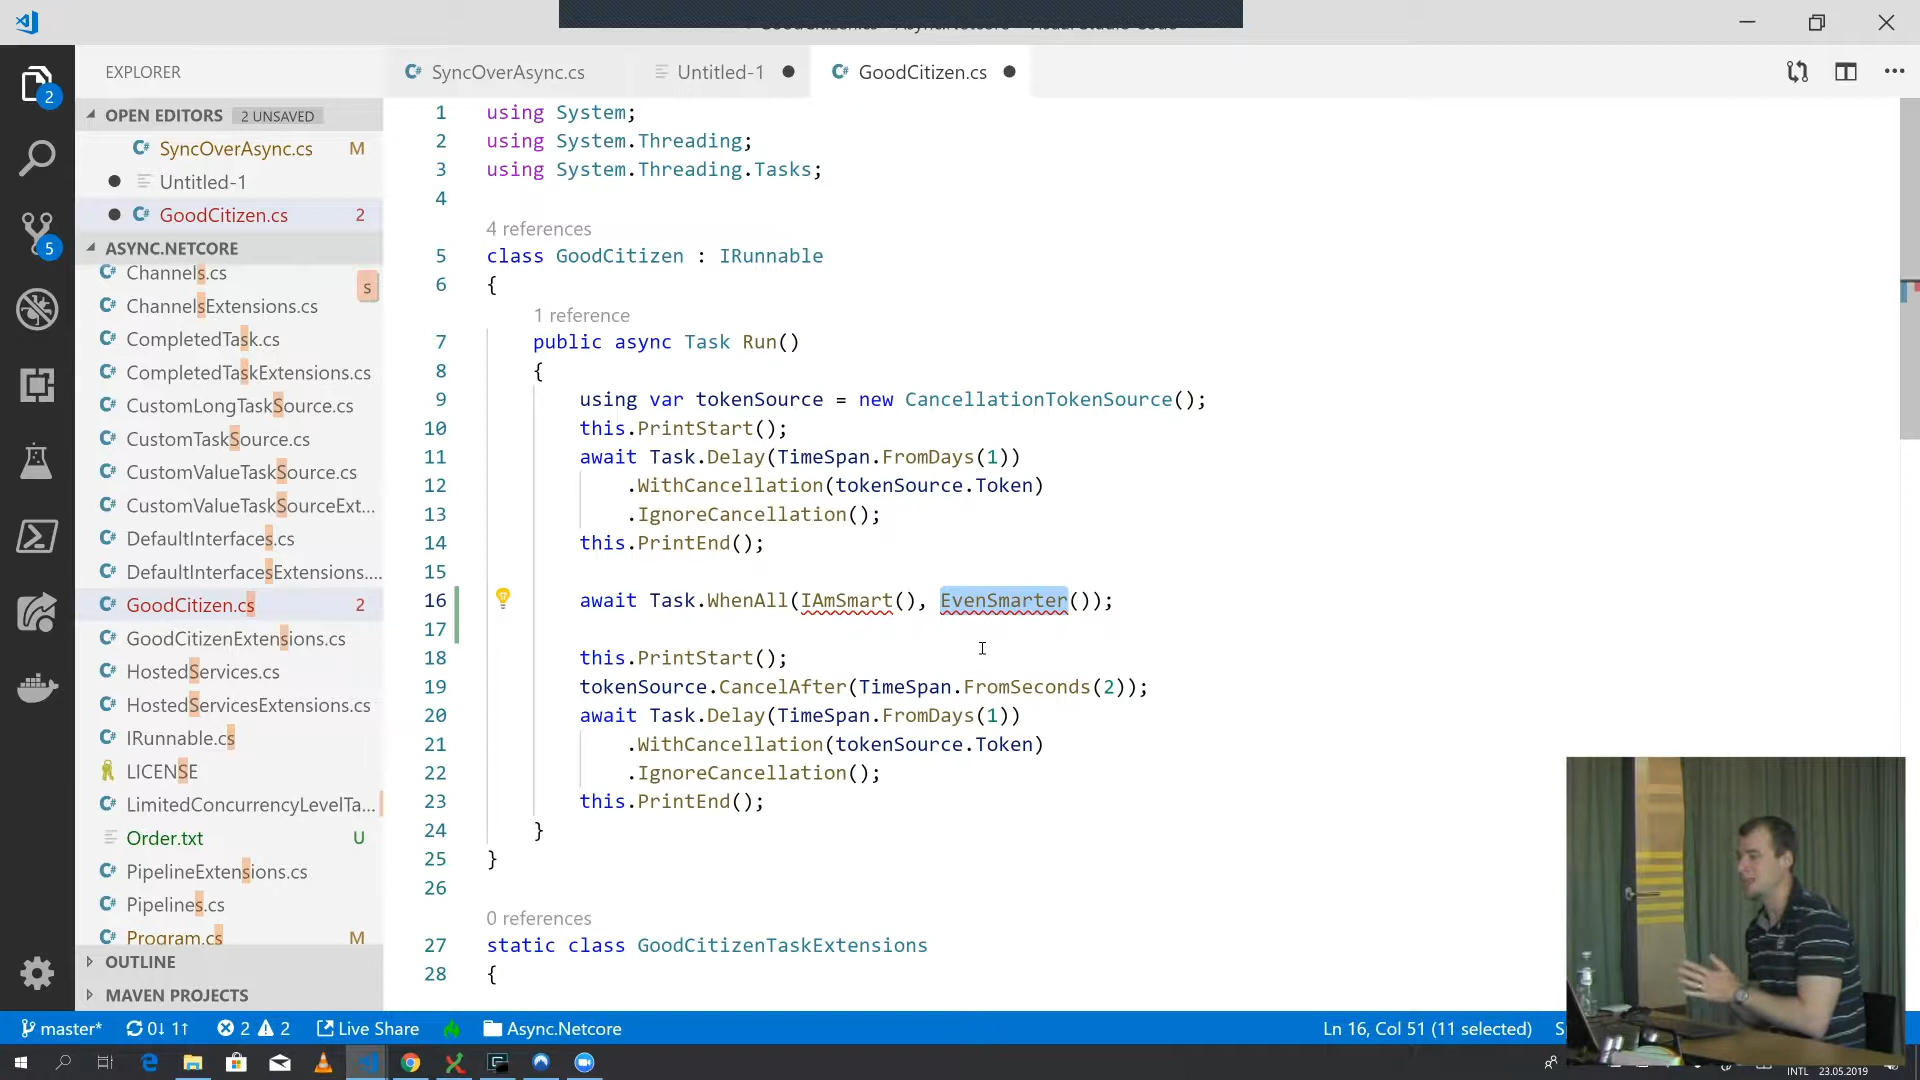 SyncOverAsync.cs
Untitled-1
GoodCitizen.cs
EXPLORER
OPEN EDITORS 2 UNSAVED
SyncOverAsync.cs M
Untitled-1
GoodCitizen.cs 2
ASYNC.NETCORE
Channels.cs
s
ChannelsExtensions.cs
CompletedTask.cs
CompletedTaskExtensions.cs
CustomLongTaskSource.cs
CustomTaskSource.cs
CustomValueTaskSource.cs
CustomValueTaskSourceExt...
DefaultInterfaces.cs
DefaultInterfacesExtensions....
GoodCitizen.cs 2
GoodCitizenExtensions.cs
HostedServices.cs
HostedServicesExtensions.cs
IRunnable.cs
LICENSE
LimitedConcurrencyLevelTa...
Order.txt U
PipelineExtensions.cs
Pipelines.cs
Program.cs M
OUTLINE
MAVEN PROJECTS
2
5
1 using System;
2 using System.Threading;
3 using System.Threading.Tasks;
4
4 references
5 class GoodCitizen : IRunnable
6 {
1 reference
7 public async Task Run()
8 {
9 using var tokenSource = new CancellationTokenSource();
10 this.PrintStart();
11 await Task.Delay(TimeSpan.FromDays(1))
12 .WithCancellation(tokenSource.Token)
13 .IgnoreCancellation();
14 this.PrintEnd();
15
16 await Task.WhenAll(IAmSmart(), EvenSmarter());
17
18 this.PrintStart();
19 tokenSource.CancelAfter(TimeSpan.FromSeconds(2));
20 await Task.Delay(TimeSpan.FromDays(1))
21 .WithCancellation(tokenSource.Token)
22 .IgnoreCancellation();
23 this.PrintEnd();
24 }
25 }
26
0 references
27 static class GoodCitizenTaskExtensions
28 {
master* 0↓ 1↑ 2 2 Live Share Async.Netcore Ln 16, Col 51 (11 selected) S
INTL 23.05.2019